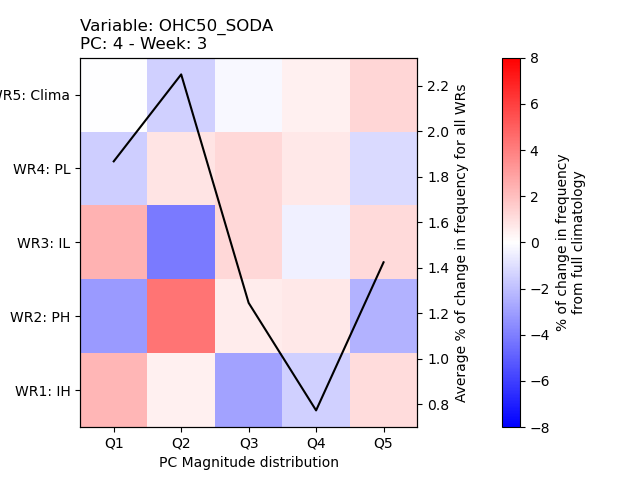 Variable: OHC50_SODA
PC: 4 - Week: 3
WR5: Clima
WR4: PL
WR3: IL
WR2: PH
WR1: IH
Q1 Q2 Q3 Q4 Q5
PC Magnitude distribution
2.2
2.0
1.8
1.6
1.4
1.2
1.0
0.8
Average % of change in frequency for all WRs
8
6
4
2
0
−2
−4
−6
−8
% of change in frequency
from full climatology